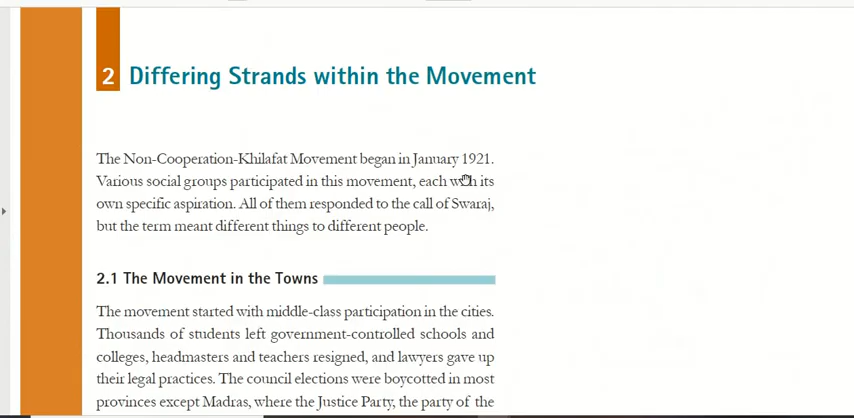 2 Differing Strands within the Movement
The Non-Cooperation-Khilafat Movement began in January 1921.
Various social groups participated in this movement, each with its
own specific aspiration. All of them responded to the call of Swaraj,
but the term meant different things to different people.
2.1 The Movement in the Towns
The movement started with middle-class participation in the cities.
Thousands of students left government-controlled schools and
colleges, headmasters and teachers resigned, and lawyers gave up
their legal practices. The council elections were boycotted in most
provinces except Madras, where the Justice Party, the party of the